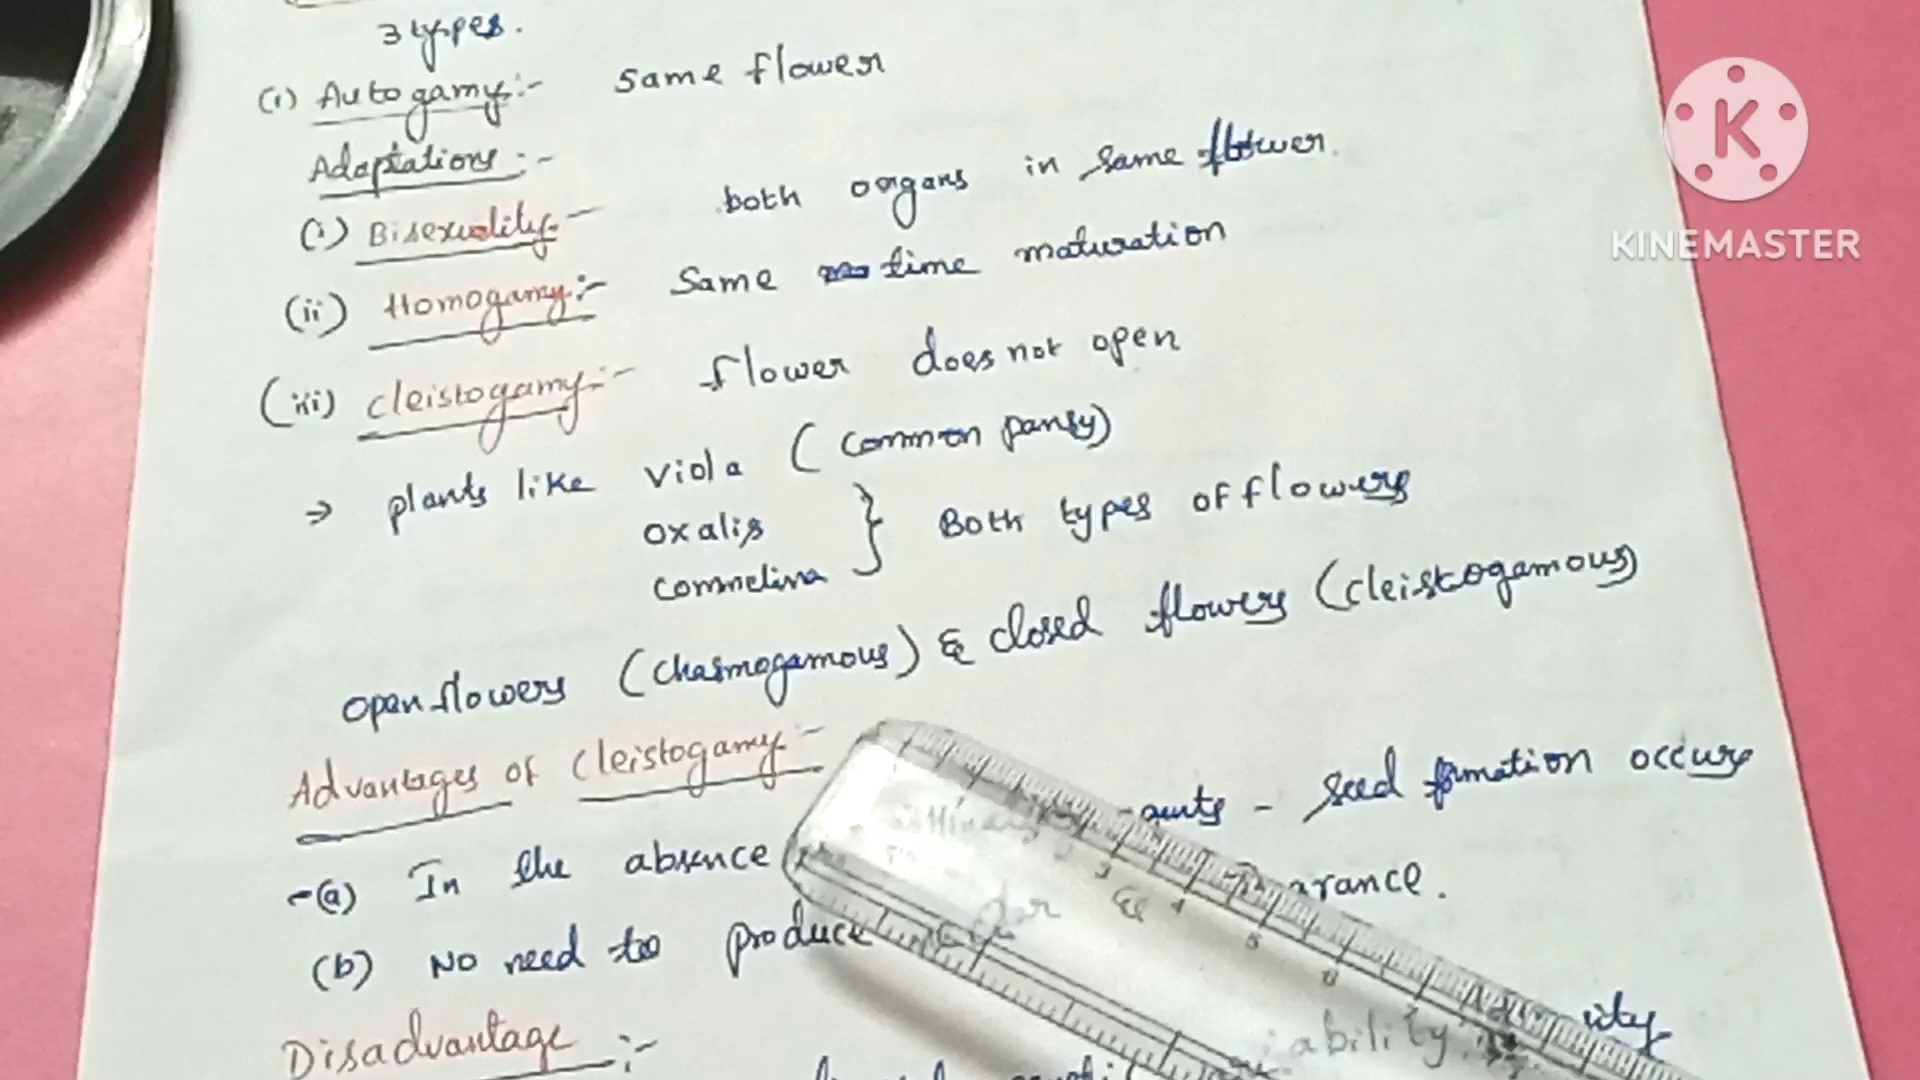 3 types.
(i) Autogamy:- same flower
Adaptations:-
(i) Bisexuality- both organs in same flower.
(ii) Homogamy:- Same time maturation
(iii) cleistogamy:- flower does not open
→ plants like viola (common pansy)
oxalis
commelina } Both types of flowers
open flowers (chasmogamous) & closed flowers (cleistogamous)
Advantages of Cleistogamy:-
-(a) In the absence - seed formation occurs
(b) No need to produce
Disadvantage :-
K
KINEMASTER